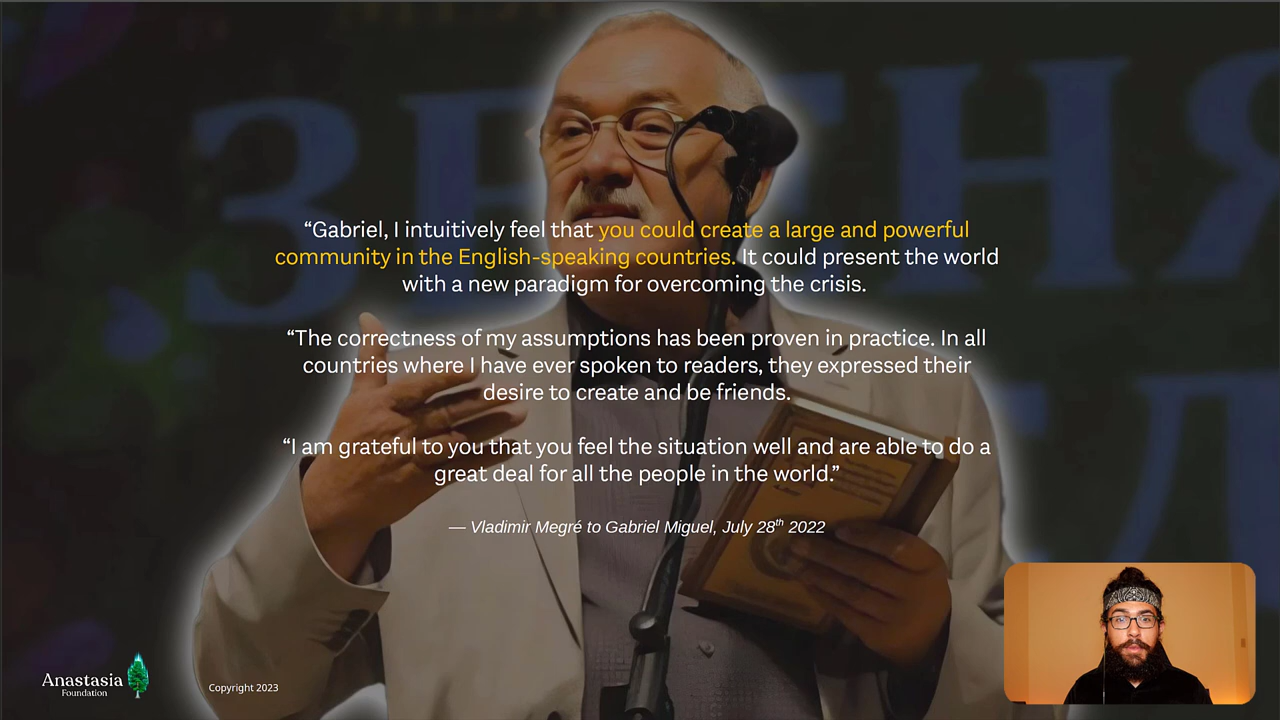 ЗВ НЯ
“Gabriel, I intuitively feel that you could create a large and powerful
community in the English-speaking countries. It could present the world
with a new paradigm for overcoming the crisis.
“The correctness of my assumptions has been proven in practice. In all
countries where I have ever spoken to readers, they expressed their
desire to create and be friends.
“I am grateful to you that you feel the situation well and are able to do a
great deal for all the people in the world.”
— Vladimir Megré to Gabriel Miguel, July 28th 2022
Anastasia
Foundation
Copyright 2023